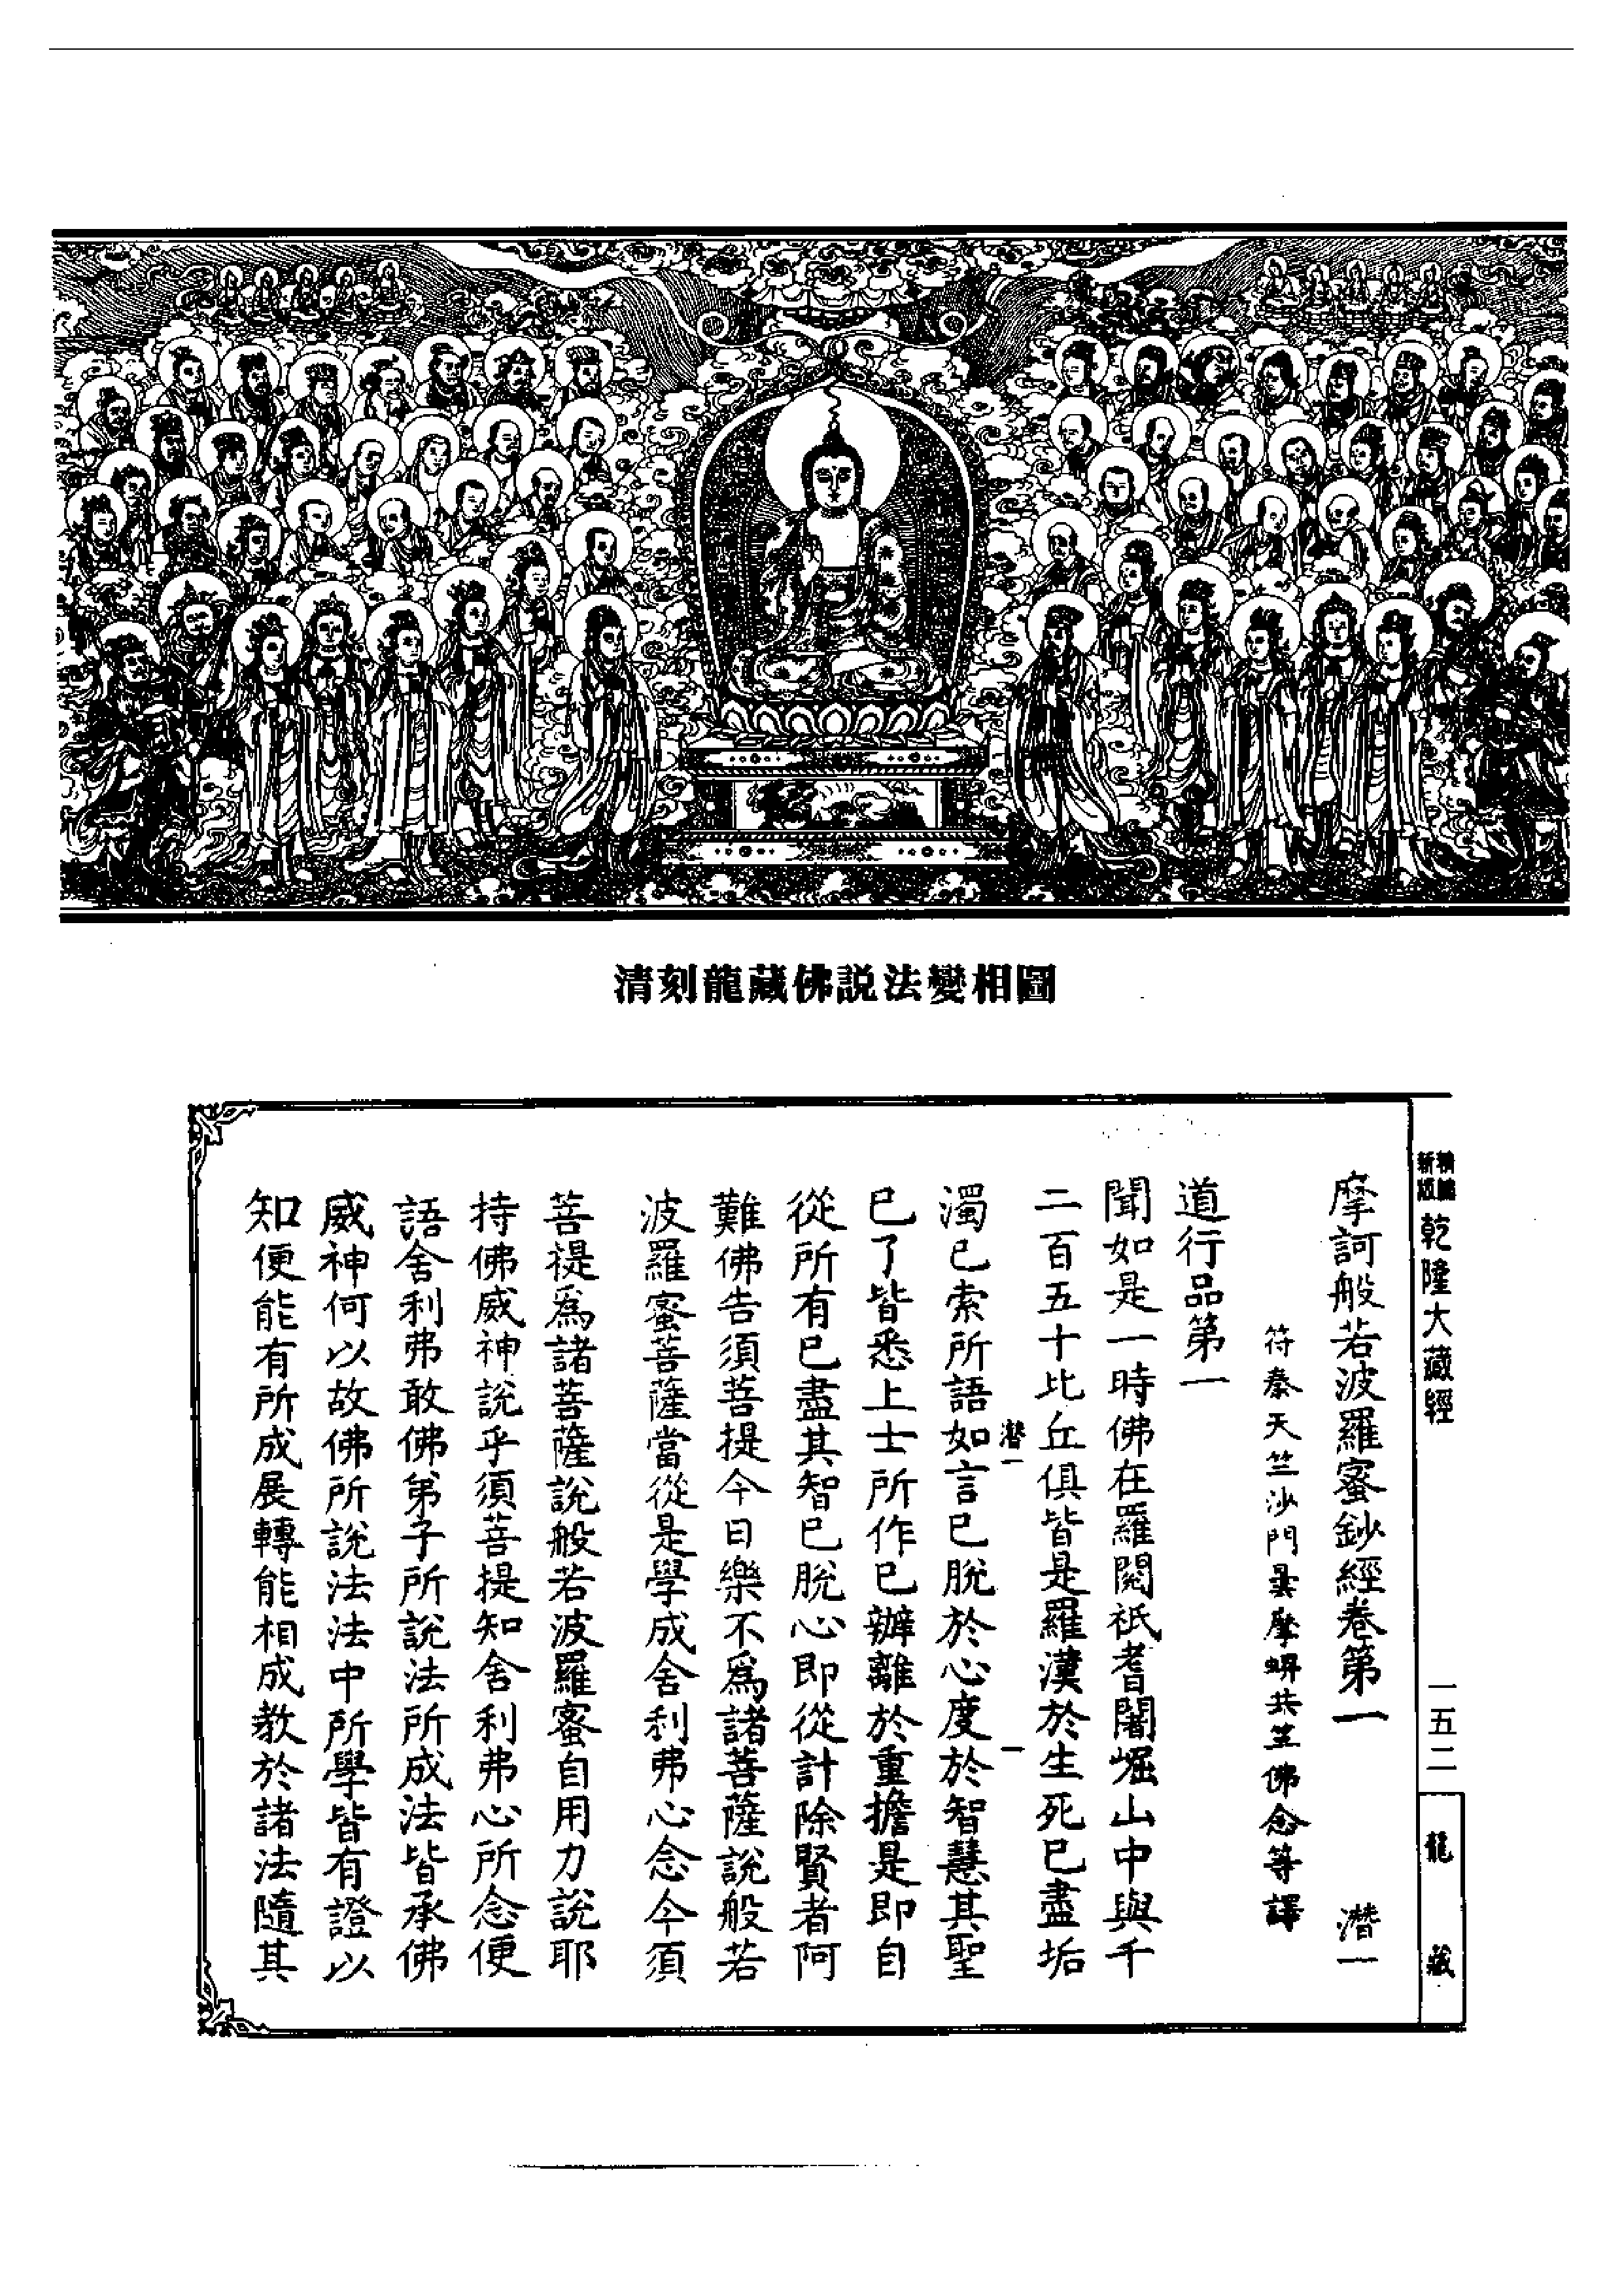 清刻龍藏佛説法變相圖
新版
精縮
乾隆大藏經
一五二
龍藏
摩訶般若波羅蜜鈔經卷第一 潜一
符秦天竺沙門曇摩蜱共竺佛念等譯
道行品第一
聞如是一時佛在羅閱祇耆闍崛山中與千
二百五十比丘俱皆是羅漢於生死已盡垢
潜一 一
濁已索所語如言已脫於心度於智慧其聖
已了皆悉上士所作已辦離於重擔是即自
從所有已盡其智已脫心即從計除賢者阿
難佛告須菩提今日樂不爲諸菩薩說般若
波羅蜜菩薩當從是學成舍利弗心念今須
菩提爲諸菩薩說般若波羅蜜自用力說耶
持佛威神說乎須菩提知舍利弗心所念便
語舍利弗敢佛弟子所說法所成法皆承佛
威神何以故佛所說法法中所學皆有證以
知便能有所成展轉能相成教於諸法隨其